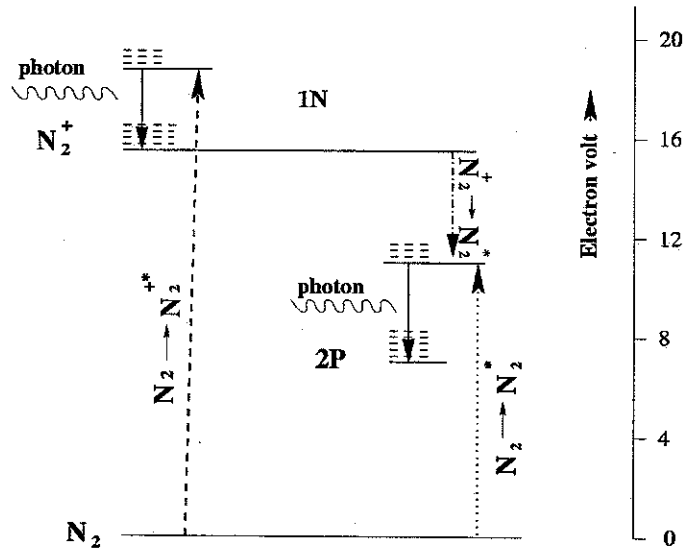 20
photon
1N
N₂⁺
16
N₂⁺ → N₂*
Electron volt
12
photon
N₂ → N₂⁺*
2P
8
N₂ → N₂*
4
N₂
0